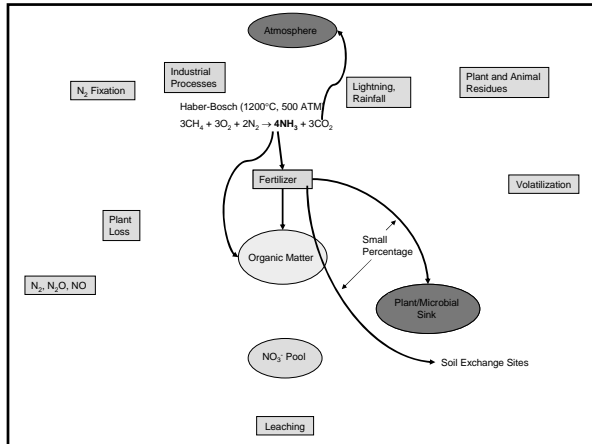 Atmosphere
Industrial
Processes
N₂ Fixation
Lightning,
Rainfall
Plant and Animal
Residues
Haber-Bosch (1200°C, 500 ATM)
3CH₄ + 3O₂ + 2N₂ → 4NH₃ + 3CO₂
Fertilizer
Volatilization
Plant
Loss
Small
Percentage
Organic Matter
N₂, N₂O, NO
Plant/Microbial
Sink
NO₃⁻ Pool
Soil Exchange Sites
Leaching